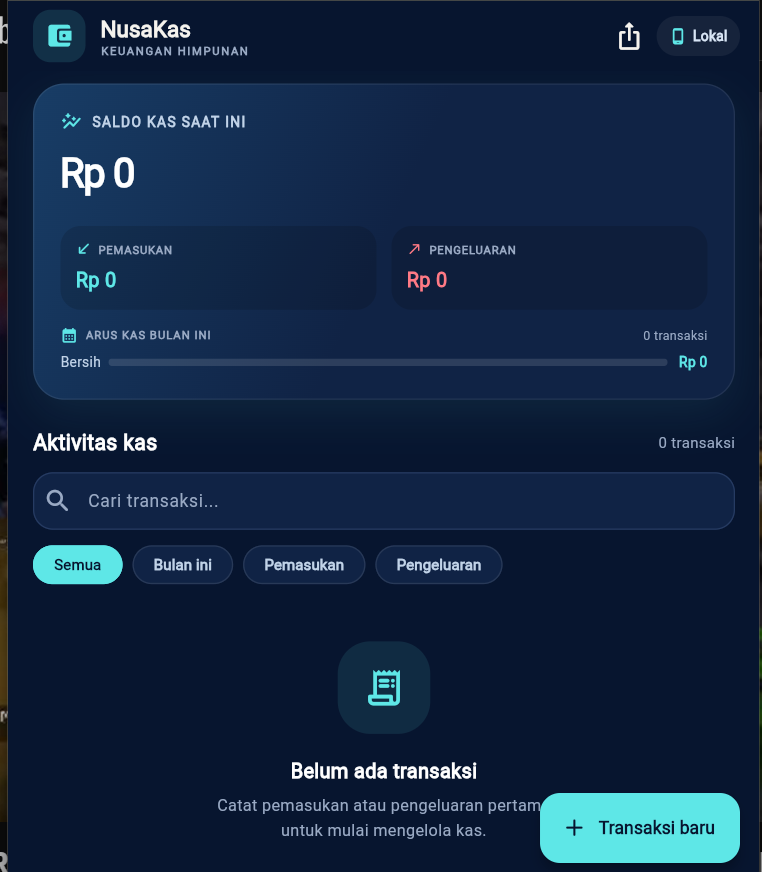 NusaKas
KEUANGAN HIMPUNAN
Lokal
SALDO KAS SAAT INI
Rp 0
PEMASUKAN
Rp 0
PENGELUARAN
Rp 0
ARUS KAS BULAN INI
0 transaksi
Bersih
Rp 0
Aktivitas kas
0 transaksi
Cari transaksi...
Semua
Bulan ini
Pemasukan
Pengeluaran
Belum ada transaksi
Catat pemasukan atau pengeluaran pertam
untuk mulai mengelola kas.
Transaksi baru